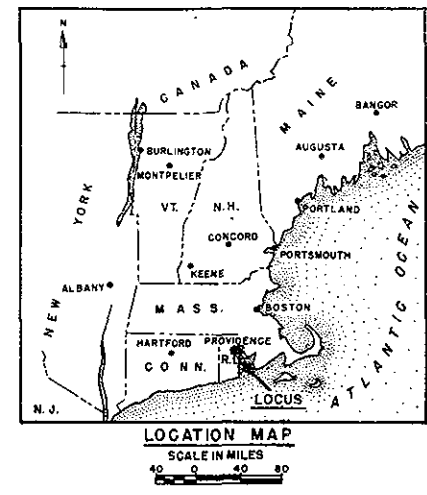 N
CANADA
MAINE
BANGOR
AUGUSTA
BURLINGTON
MONTPELIER
PORTLAND
NEW YORK
VT.
N.H.
CONCORD
PORTSMOUTH
KEENE
ALBANY
MASS.
BOSTON
ATLANTIC OCEAN
HARTFORD
PROVIDENCE
CONN.
R.I.
LOCUS
N.J.
LOCATION MAP
SCALE IN MILES
40 0 40 80